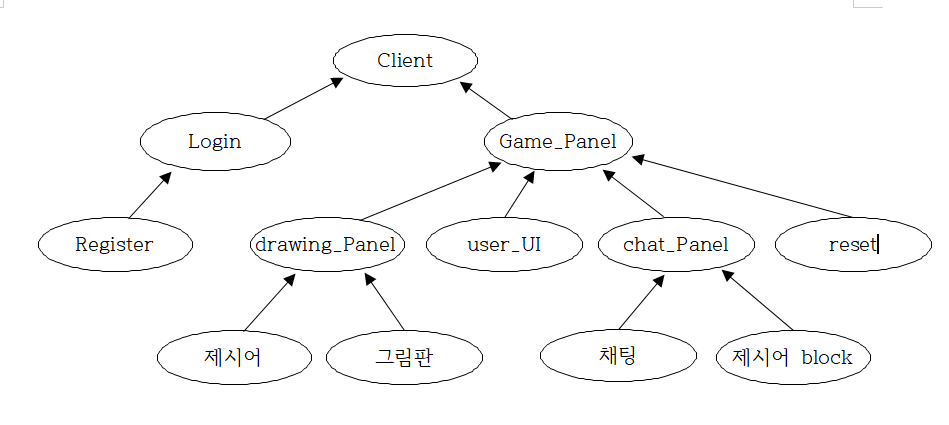 Client
Login
Game_Panel
Register
drawing_Panel
user_UI
chat_Panel
reset
제시어
그림판
채팅
제시어 block